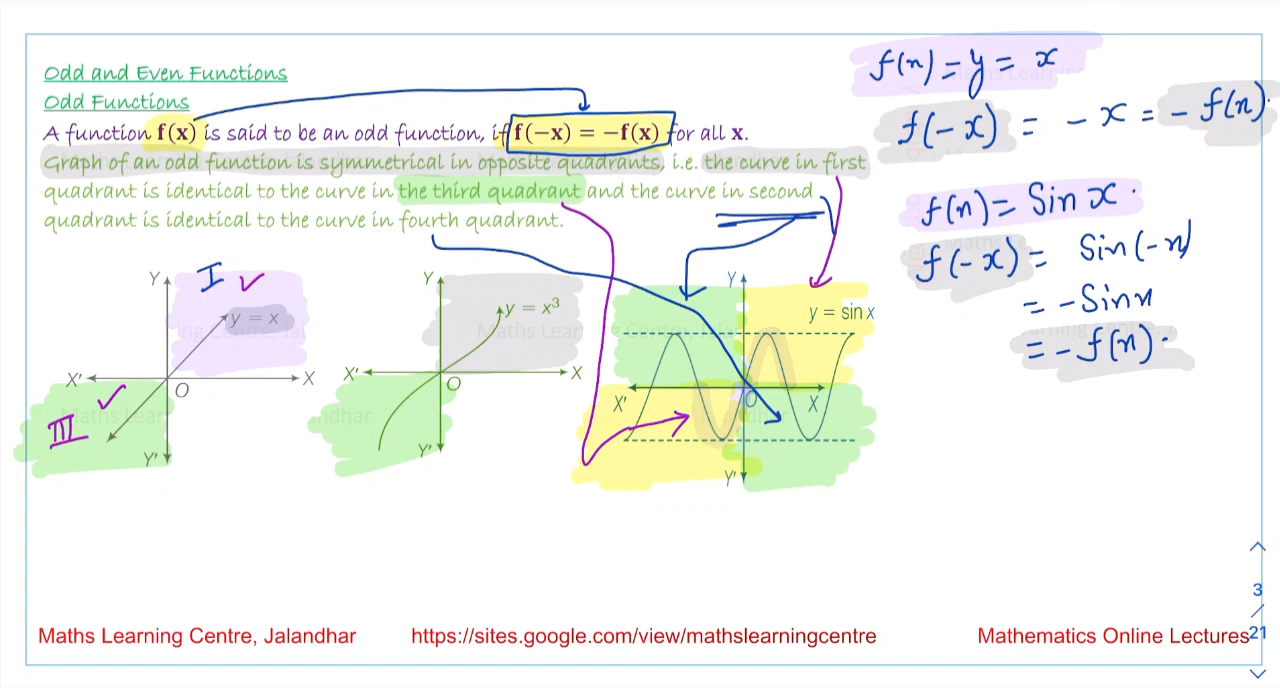 Odd and Even Functions
Odd Functions
A function f(x) is said to be an odd function, if f(−x) = −f(x) for all x.
Graph of an odd function is symmetrical in opposite quadrants, i.e. the curve in first
quadrant is identical to the curve in the third quadrant and the curve in second
quadrant is identical to the curve in fourth quadrant.
f(n) = y = x
f(-x) = -x = -f(n).
f(n) = Sin x.
f(-x) = Sin(-n)
= -Sin n
= -f(n).
I
Y
y = x
X'
O
X
III
Y'
Y
y = x³
X'
O
X
Y'
Y
y = sin x
X'
O
X
Y'
3
/
21
Maths Learning Centre, Jalandhar
https://sites.google.com/view/mathslearningcentre
Mathematics Online Lectures